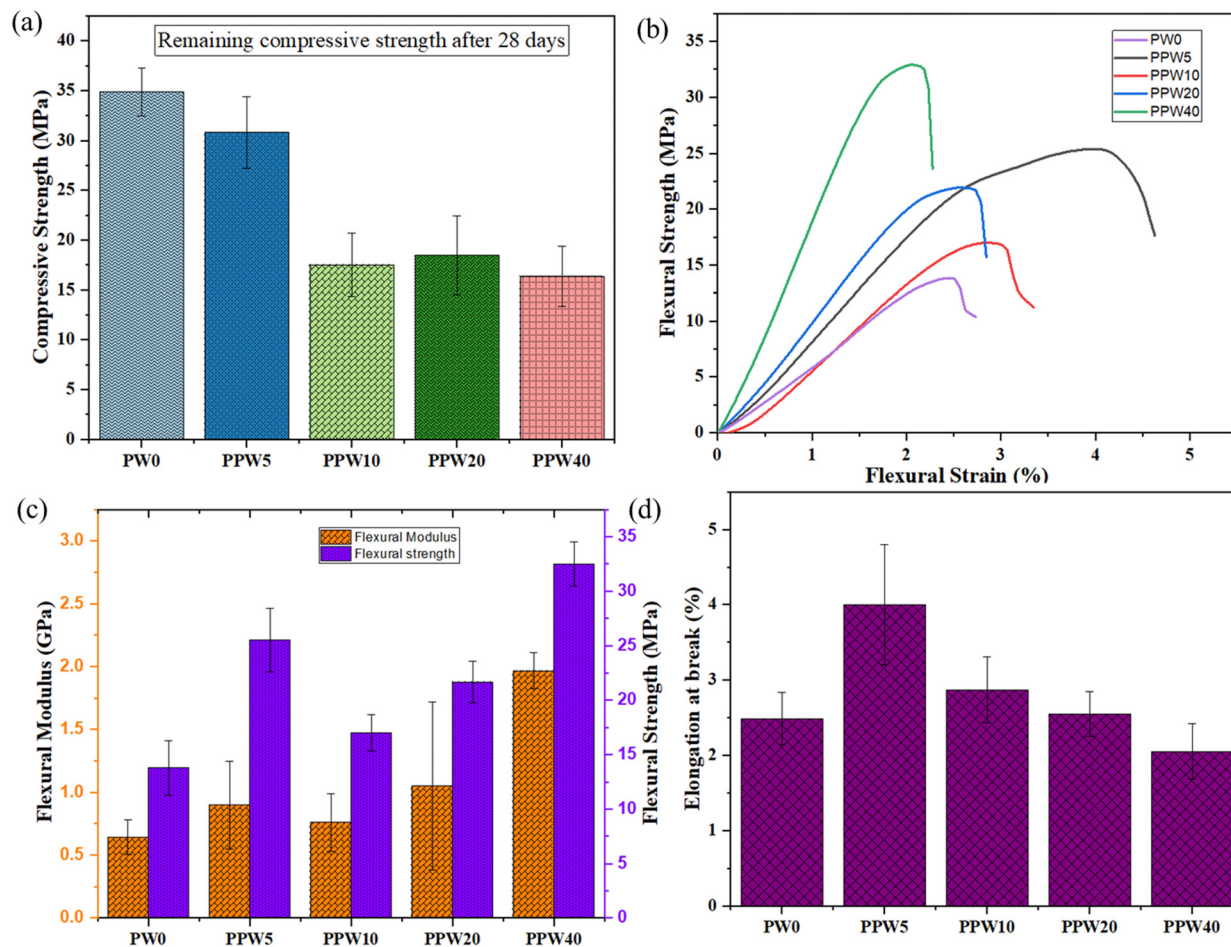 (a)
Remaining compressive strength after 28 days
Compressive Strength (MPa)
40
35
30
25
20
15
10
5
0
PW0 PPW5 PPW10 PPW20 PPW40
(b)
Flexural Strength (MPa)
35
30
25
20
15
10
5
0
PW0
PPW5
PPW10
PPW20
PPW40
0 1 2 3 4 5
Flexural Strain (%)
(c)
Flexural Modulus (GPa)
3.0
2.5
2.0
1.5
1.0
0.5
0.0
Flexural Modulus
Flexural strength
35
30
25
20
15
10
5
0
Flexural Strength (MPa)
PW0 PPW5 PPW10 PPW20 PPW40
(d)
Elongation at break (%)
5
4
3
2
1
0
PW0 PPW5 PPW10 PPW20 PPW40